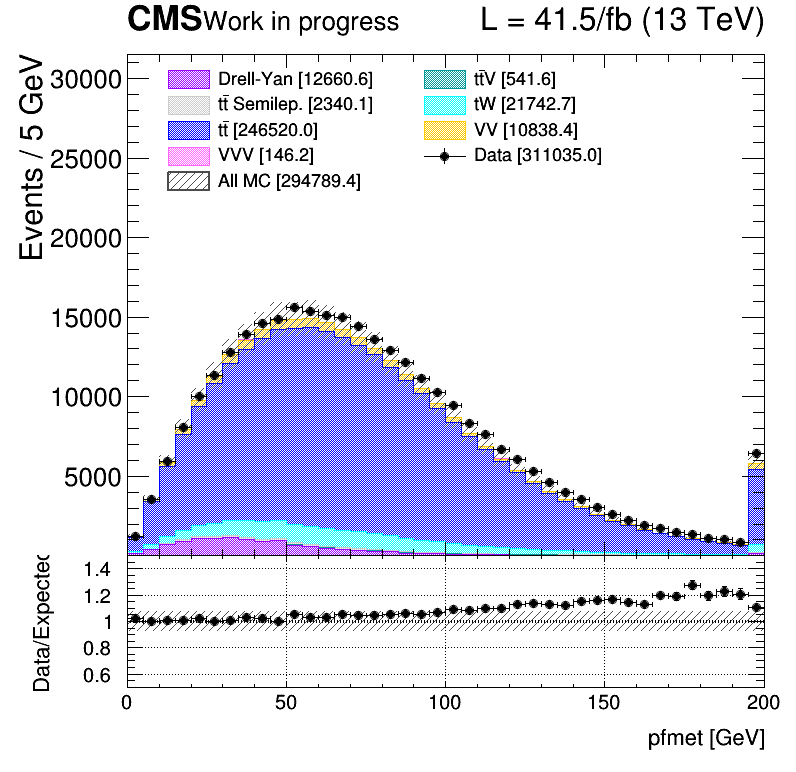 CMS Work in progress L = 41.5/fb (13 TeV)
Events / 5 GeV
30000
25000
20000
15000
10000
5000
Drell-Yan [12660.6]
tt̄ Semilep. [2340.1]
tt̄ [246520.0]
VVV [146.2]
All MC [294789.4]
tt̄V [541.6]
tW [21742.7]
VV [10838.4]
Data [311035.0]
Data/Expected
1.4
1.2
1
0.8
0.6
0 50 100 150 200
pfmet [GeV]